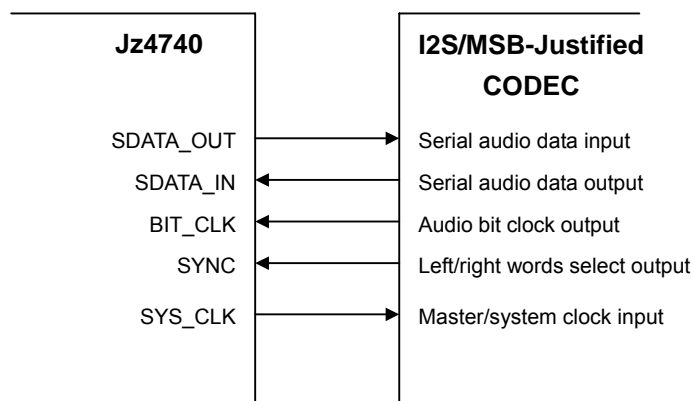 Jz4740
I2S/MSB-Justified
CODEC
SDATA_OUT
Serial audio data input
SDATA_IN
Serial audio data output
BIT_CLK
Audio bit clock output
SYNC
Left/right words select output
SYS_CLK
Master/system clock input